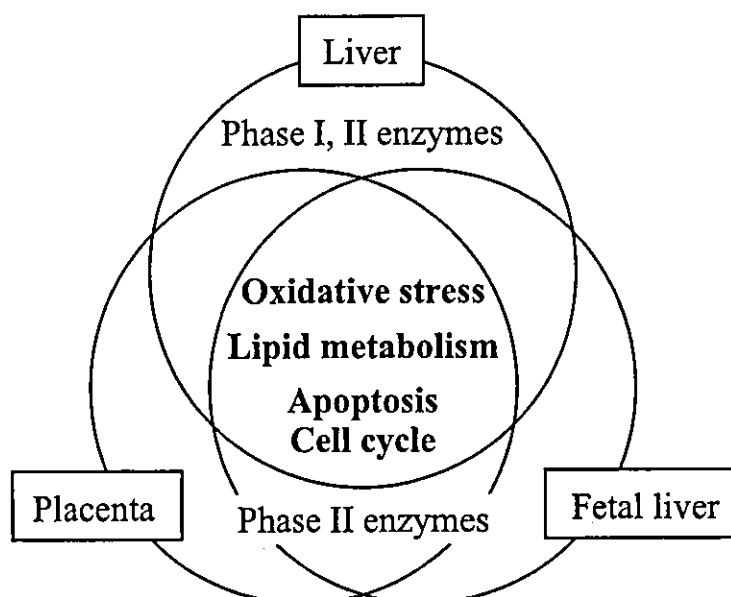 Liver
Phase I, II enzymes
Oxidative stress
Lipid metabolism
Apoptosis
Cell cycle
Placenta
Phase II enzymes
Fetal liver